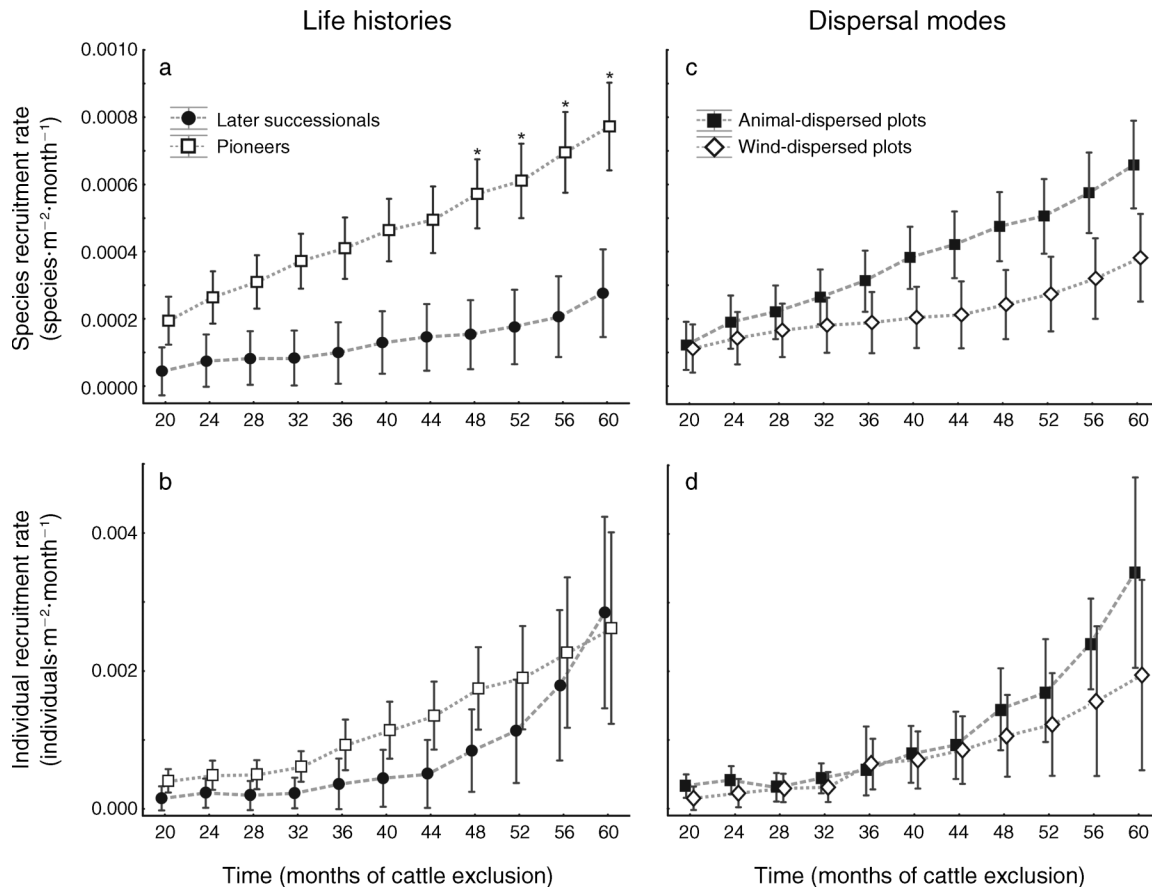 Life histories
Dispersal modes
Species recruitment rate
(species·m⁻²·month⁻¹)
0.0010
0.0008
0.0006
0.0004
0.0002
0.0000
a
Later successionals
Pioneers
* * * *
20 24 28 32 36 40 44 48 52 56 60
c
Animal-dispersed plots
Wind-dispersed plots
20 24 28 32 36 40 44 48 52 56 60
Individual recruitment rate
(individuals·m⁻²·month⁻¹)
0.004
0.002
0.000
b
20 24 28 32 36 40 44 48 52 56 60
Time (months of cattle exclusion)
d
20 24 28 32 36 40 44 48 52 56 60
Time (months of cattle exclusion)